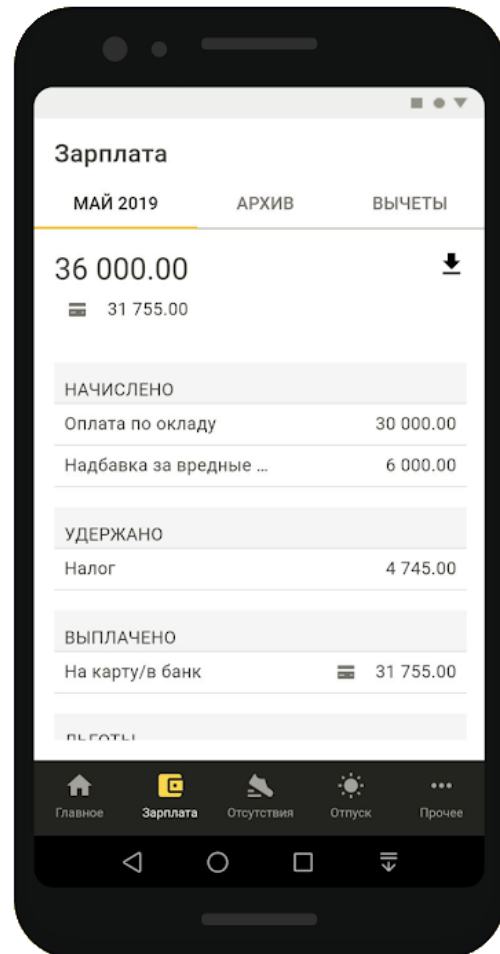 Зарплата
МАЙ 2019 АРХИВ ВЫЧЕТЫ
36 000.00
31 755.00
НАЧИСЛЕНО
Оплата по окладу 30 000.00
Надбавка за вредные ... 6 000.00
УДЕРЖАНО
Налог 4 745.00
ВЫПЛАЧЕНО
На карту/в банк 31 755.00
ЛЬГОТЫ
Главное Зарплата Отсутствия Отпуск Прочее